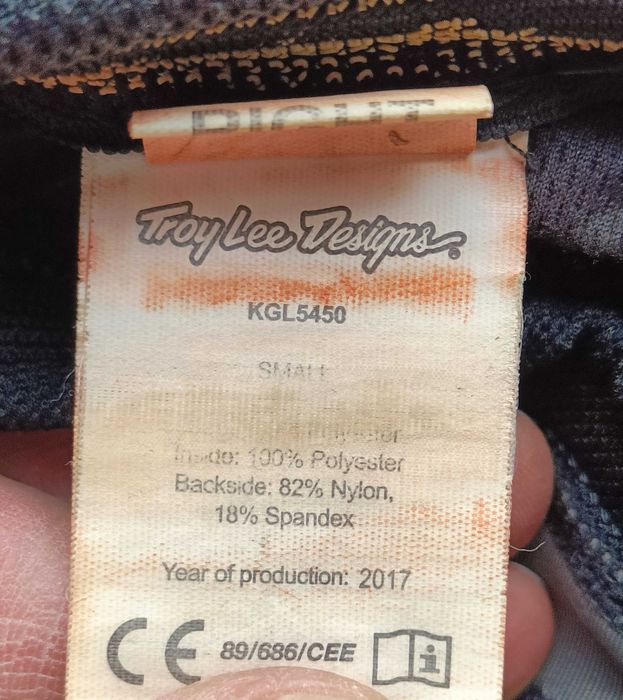 RIGHT
Troy Lee Designs
KGL5450
SMALL
Inside: 100% Polyester
Backside: 82% Nylon,
18% Spandex
Year of production: 2017
CE 89/686/CEE i